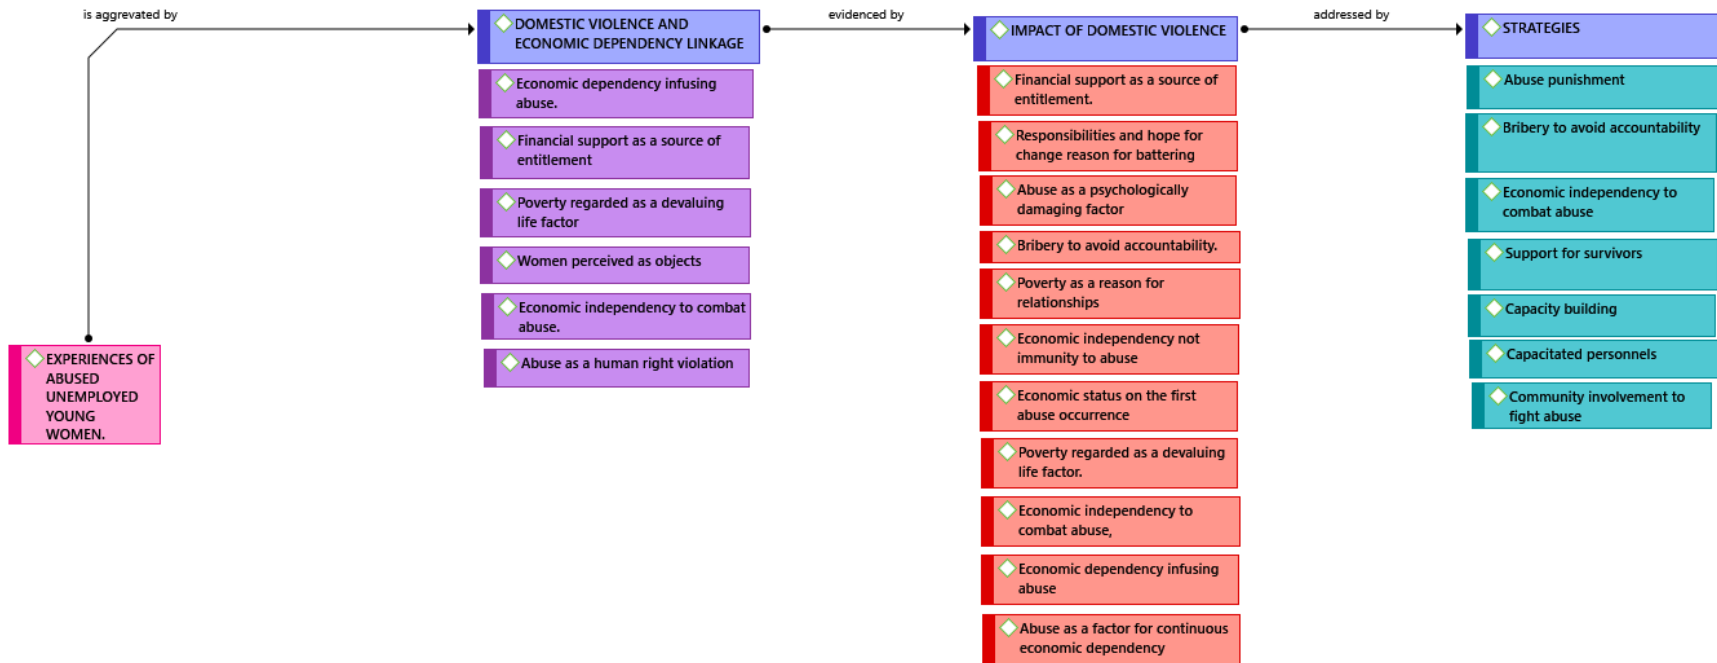 is aggrevated by
evidenced by
addressed by
EXPERIENCES OF
ABUSED
UNEMPLOYED
YOUNG
WOMEN.
DOMESTIC VIOLENCE AND
ECONOMIC DEPENDENCY LINKAGE
Economic dependency infusing
abuse.
Financial support as a source of
entitlement
Poverty regarded as a devaluing
life factor
Women perceived as objects
Economic independency to combat
abuse.
Abuse as a human right violation
IMPACT OF DOMESTIC VIOLENCE
Financial support as a source of
entitlement.
Responsibilities and hope for
change reason for battering
Abuse as a psychologically
damaging factor
Bribery to avoid accountability.
Poverty as a reason for
relationships
Economic independency not
immunity to abuse
Economic status on the first
abuse occurrence
Poverty regarded as a devaluing
life factor.
Economic independency to
combat abuse,
Economic dependency infusing
abuse
Abuse as a factor for continuous
economic dependency
STRATEGIES
Abuse punishment
Bribery to avoid accountability
Economic independency to
combat abuse
Support for survivors
Capacity building
Capacitated personnels
Community involvement to
fight abuse